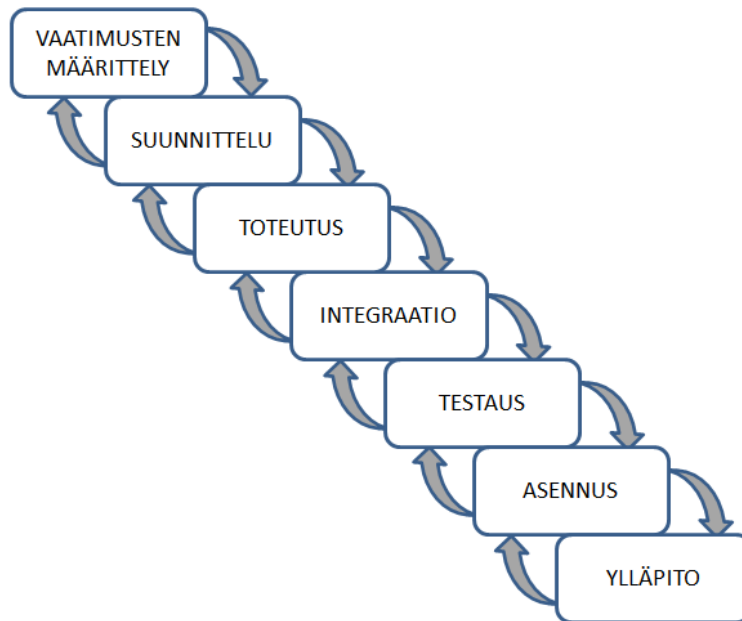 VAATIMUSTEN
MÄÄRITTELY
SUUNNITTELU
TOTEUTUS
INTEGRAATIO
TESTAUS
ASENNUS
YLLÄPITO